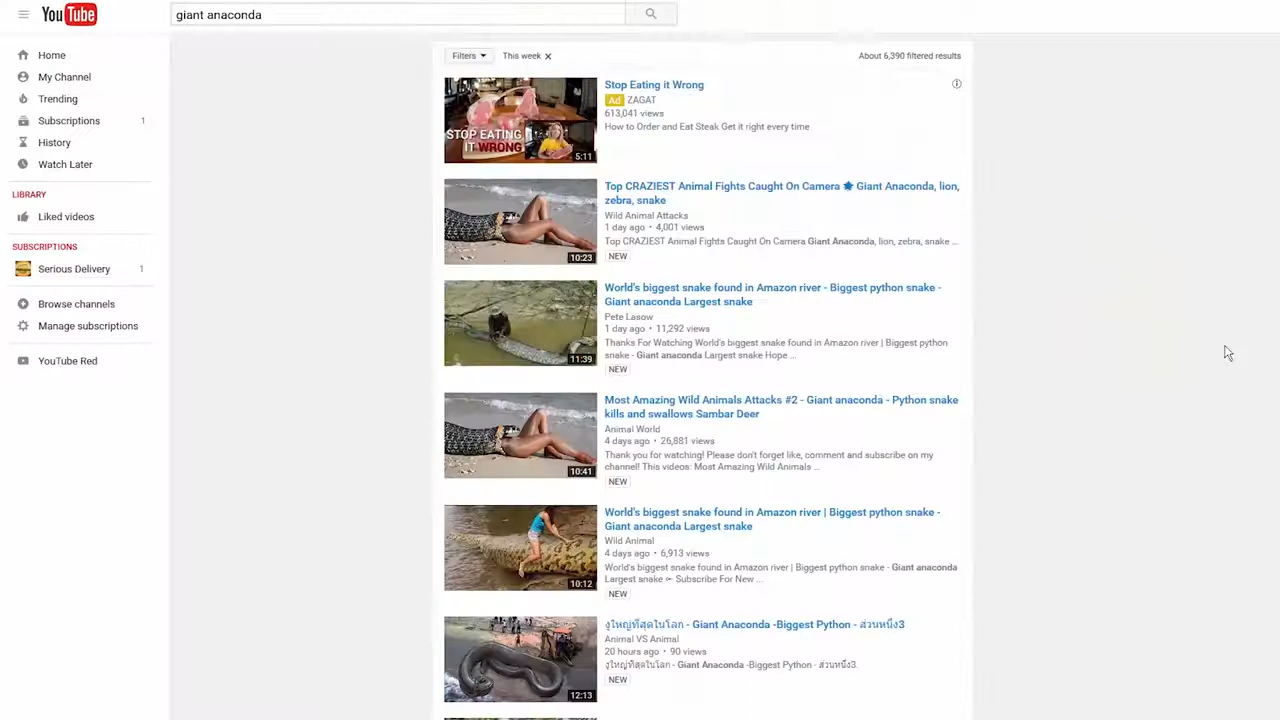 YouTube
giant anaconda
Home
My Channel
Trending
Subscriptions 1
History
Watch Later
LIBRARY
Liked videos
SUBSCRIPTIONS
Serious Delivery 1
Browse channels
Manage subscriptions
YouTube Red
Filters
This week
About 6,390 filtered results
STOP EATING
IT WRONG
5:11
Stop Eating it Wrong
Ad ZAGAT
613,041 views
How to Order and Eat Steak Get it right every time
10:23
Top CRAZIEST Animal Fights Caught On Camera Giant Anaconda, lion,
zebra, snake
Wild Animal Attacks
1 day ago • 4,001 views
Top CRAZIEST Animal Fights Caught On Camera Giant Anaconda, lion, zebra, snake ...
NEW
11:39
World's biggest snake found in Amazon river - Biggest python snake -
Giant anaconda Largest snake
Pete Lasow
1 day ago • 11,292 views
Thanks For Watching World's biggest snake found in Amazon river | Biggest python
snake - Giant anaconda Largest snake Hope ...
NEW
10:41
Most Amazing Wild Animals Attacks #2 - Giant anaconda - Python snake
kills and swallows Sambar Deer
Animal World
4 days ago • 26,881 views
Thank you for watching! Please don't forget like, comment and subscribe on my
channel! This videos: Most Amazing Wild Animals ...
NEW
10:12
World's biggest snake found in Amazon river | Biggest python snake -
Giant anaconda Largest snake
Wild Animal
4 days ago • 6,913 views
World's biggest snake found in Amazon river | Biggest python snake - Giant anaconda
Largest snake ➨ Subscribe For New ...
NEW
12:13
งูใหญ่ที่สุดในโลก - Giant Anaconda -Biggest Python - ส่วนหนึ่ง3
Animal VS Animal
20 hours ago • 90 views
งูใหญ่ที่สุดในโลก - Giant Anaconda -Biggest Python - ส่วนหนึ่ง3.
NEW